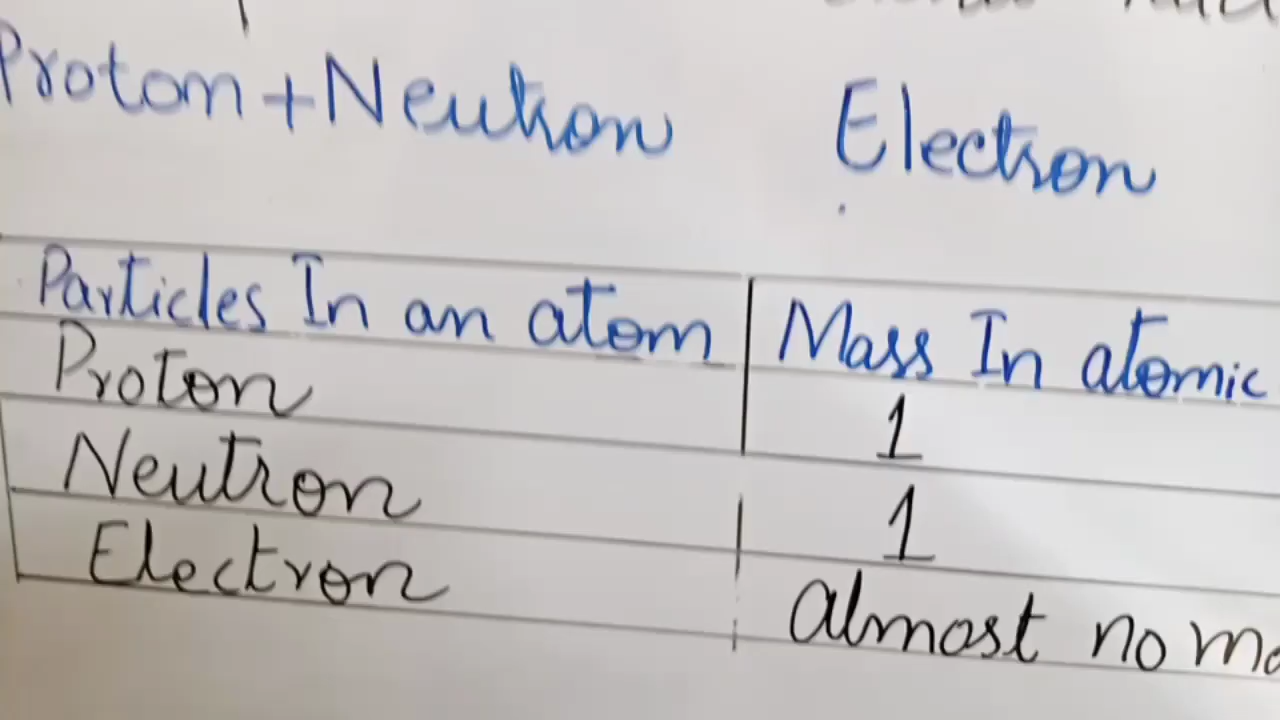 Proton + Neutron Electron
Particles In an atom Mass In atomic
Proton 1
Neutron 1
Electron almost no